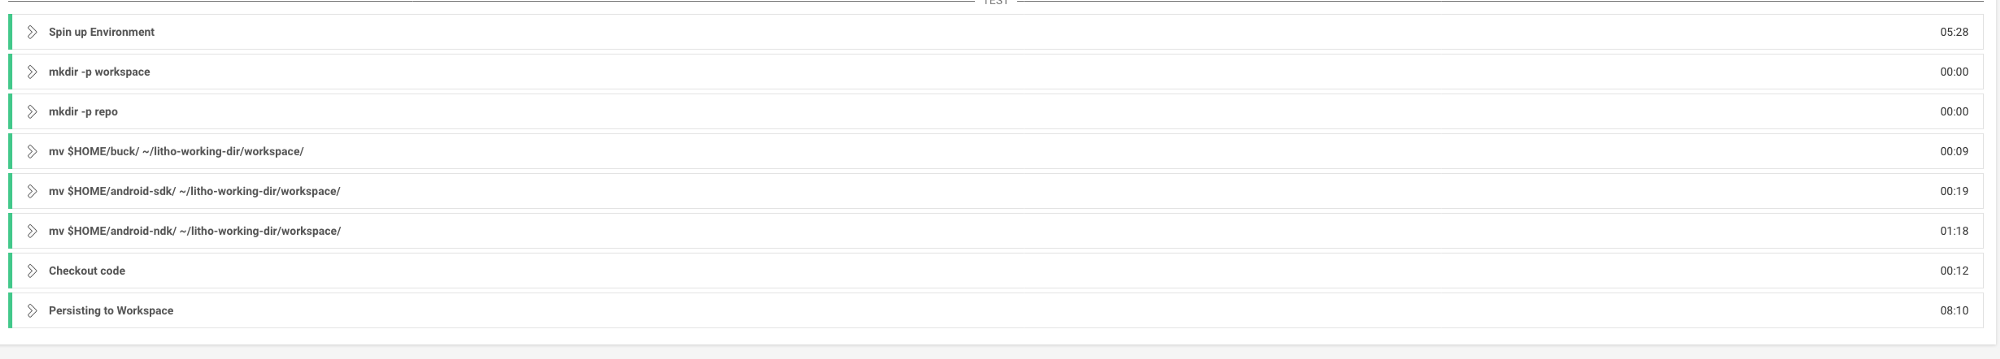 TEST
Spin up Environment 05:28
mkdir -p workspace 00:00
mkdir -p repo 00:00
mv $HOME/buck/ ~/litho-working-dir/workspace/ 00:09
mv $HOME/android-sdk/ ~/litho-working-dir/workspace/ 00:19
mv $HOME/android-ndk/ ~/litho-working-dir/workspace/ 01:18
Checkout code 00:12
Persisting to Workspace 08:10